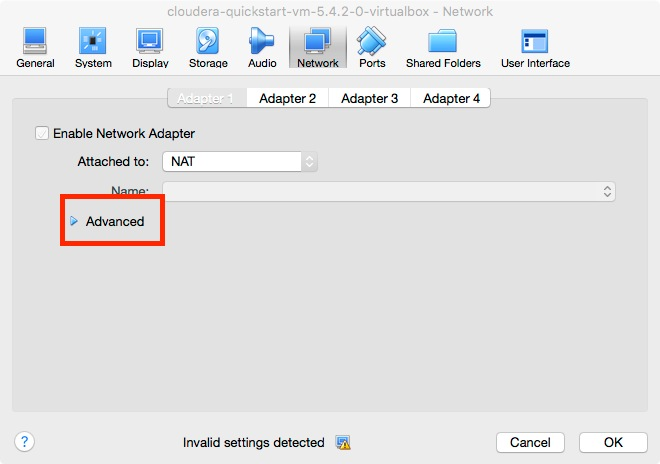 cloudera-quickstart-vm-5.4.2-0-virtualbox - Network
General System Display Storage Audio Network Ports Shared Folders User Interface
Adapter 1 Adapter 2 Adapter 3 Adapter 4
Enable Network Adapter
Attached to: NAT
Name:
Advanced
? Invalid settings detected Cancel OK